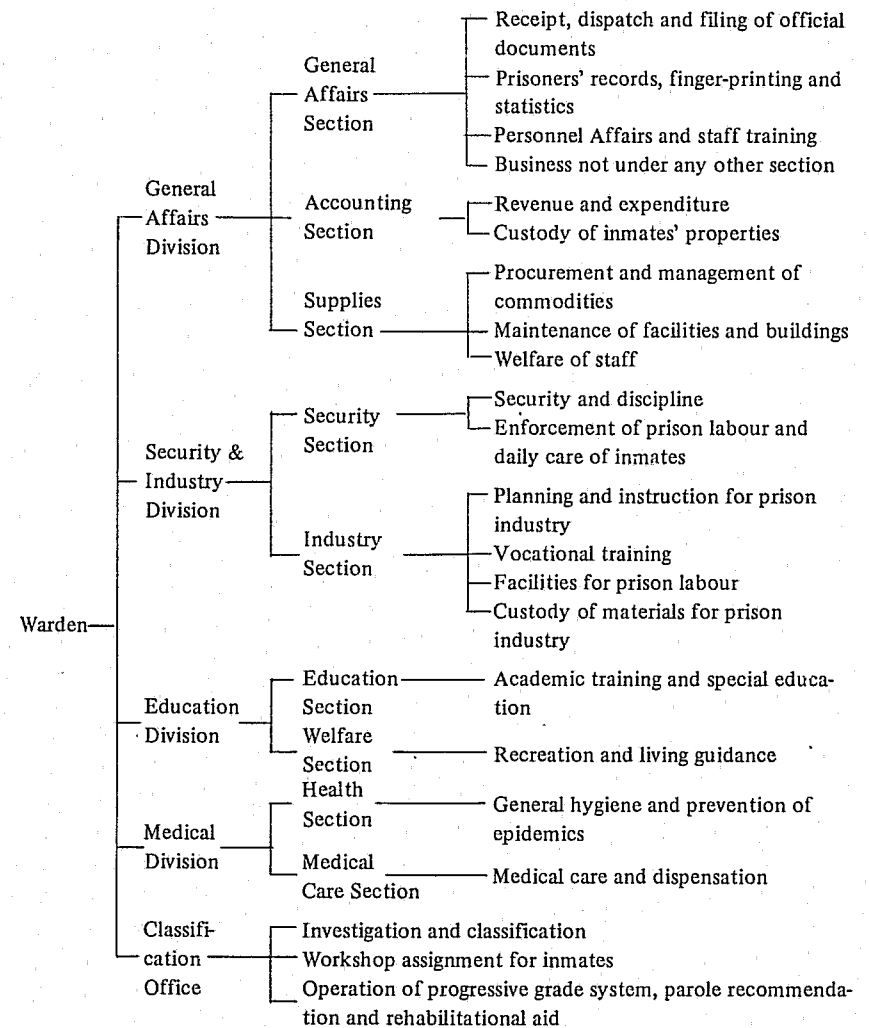 Warden
General
Affairs
Division
General
Affairs
Section
Receipt, dispatch and filing of official
documents
Prisoners' records, finger-printing and
statistics
Personnel Affairs and staff training
Business not under any other section
Accounting
Section
Revenue and expenditure
Custody of inmates' properties
Supplies
Section
Procurement and management of
commodities
Maintenance of facilities and buildings
Welfare of staff
Security &
Industry
Division
Security
Section
Security and discipline
Enforcement of prison labour and
daily care of inmates
Industry
Section
Planning and instruction for prison
industry
Vocational training
Facilities for prison labour
Custody of materials for prison
industry
Education
Division
Education
Section
Academic training and special educa-
tion
Welfare
Section
Recreation and living guidance
Medical
Division
Health
Section
General hygiene and prevention of
epidemics
Medical
Care Section
Medical care and dispensation
Classifi-
cation
Office
Investigation and classification
Workshop assignment for inmates
Operation of progressive grade system, parole recommenda-
tion and rehabilitational aid